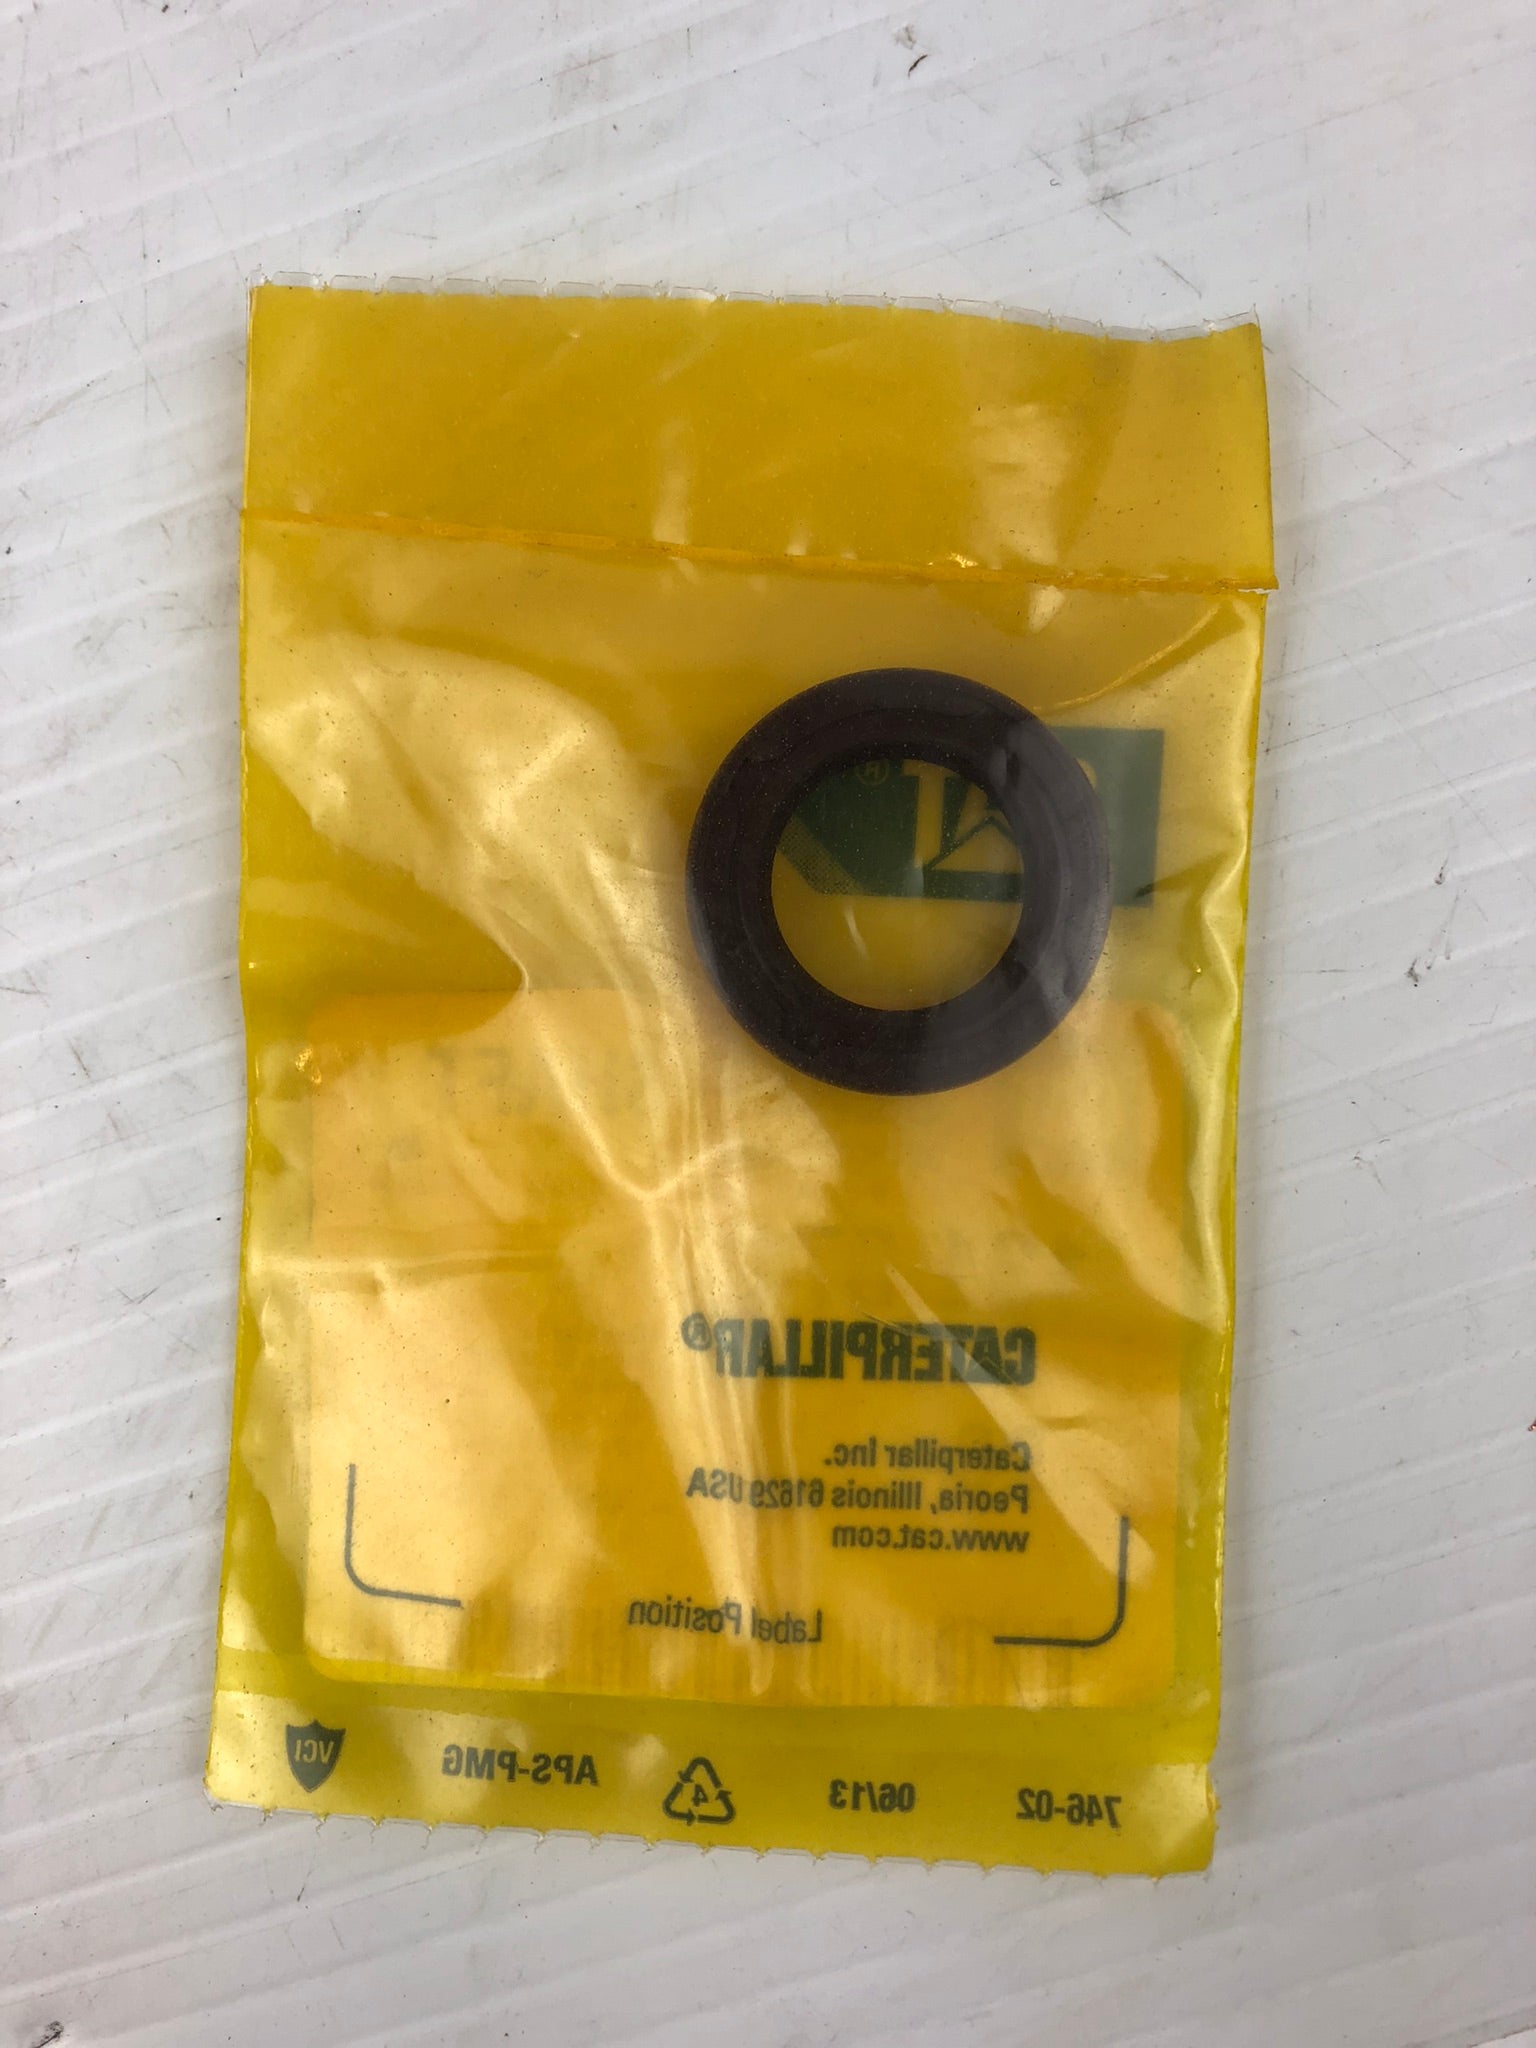 CAT®
CATERPILLAR®
Caterpillar Inc.
Peoria, Illinois 61629 USA
www.cat.com
Label Position
746-02 06/13 4 APS-PMG VCI